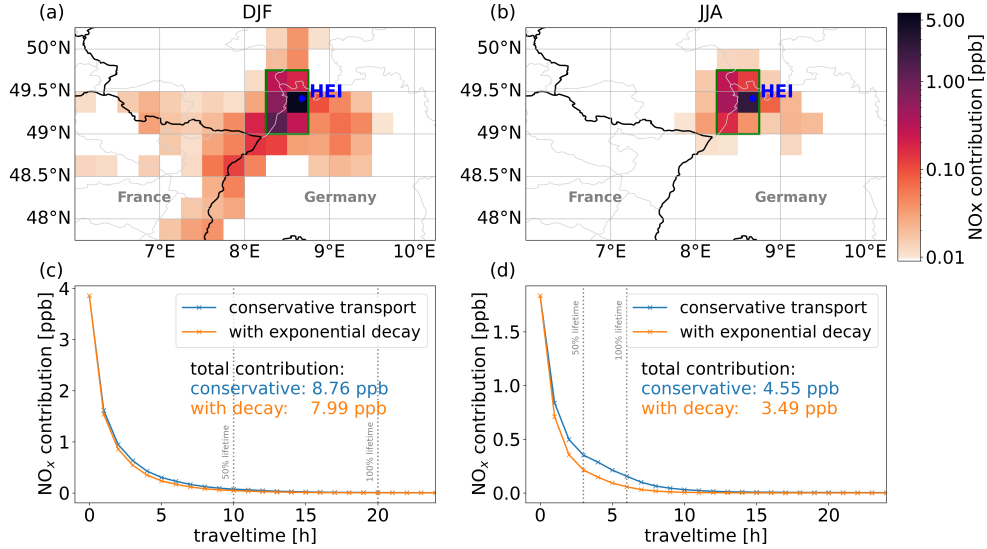 (a) DJF
(b) JJA
50°N
49.5°N
49°N
48.5°N
48°N
HEI
France
Germany
7°E 8°E 9°E 10°E
50°N
49.5°N
49°N
48.5°N
48°N
HEI
France
Germany
7°E 8°E 9°E 10°E
5.00
1.00
0.10
0.01
NOx contribution [ppb]
(c)
4
3
2
1
0
NOx contribution [ppb]
conservative transport
with exponential decay
total contribution:
conservative: 8.76 ppb
with decay: 7.99 ppb
50% lifetime
100% lifetime
0 10 20
traveltime [h]
(d)
1.5
1.0
0.5
0.0
NOx contribution [ppb]
conservative transport
with exponential decay
50% lifetime
100% lifetime
total contribution:
conservative: 4.55 ppb
with decay: 3.49 ppb
0 10 20
traveltime [h]